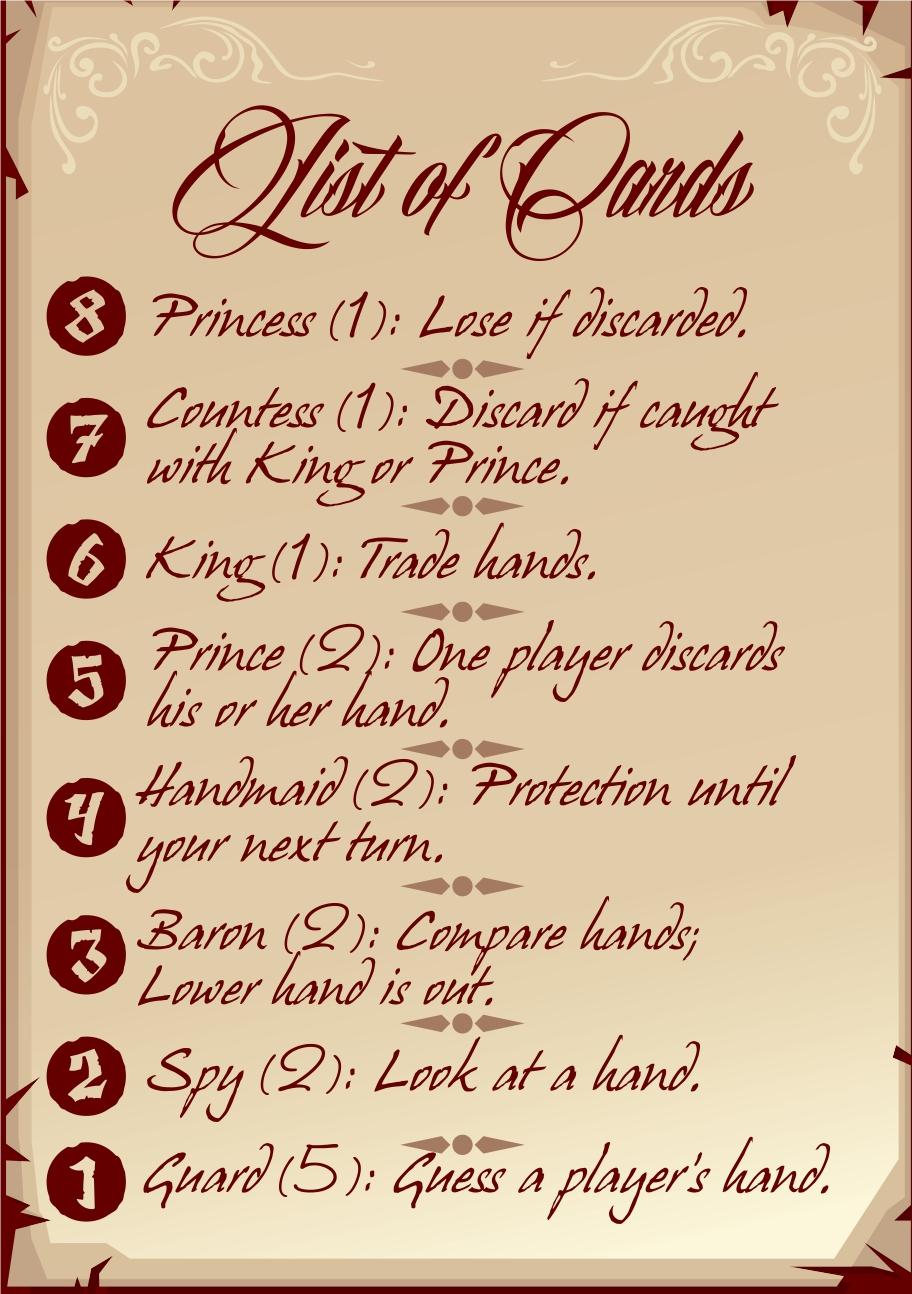 List of Cards
8 Princess (1): Lose if discarded.
7 Countess (1): Discard if caught
with King or Prince.
6 King (1): Trade hands.
5 Prince (2): One player discards
his or her hand.
4 Handmaid (2): Protection until
your next turn.
3 Baron (2): Compare hands;
Lower hand is out.
2 Spy (2): Look at a hand.
1 Guard (5): Guess a player's hand.